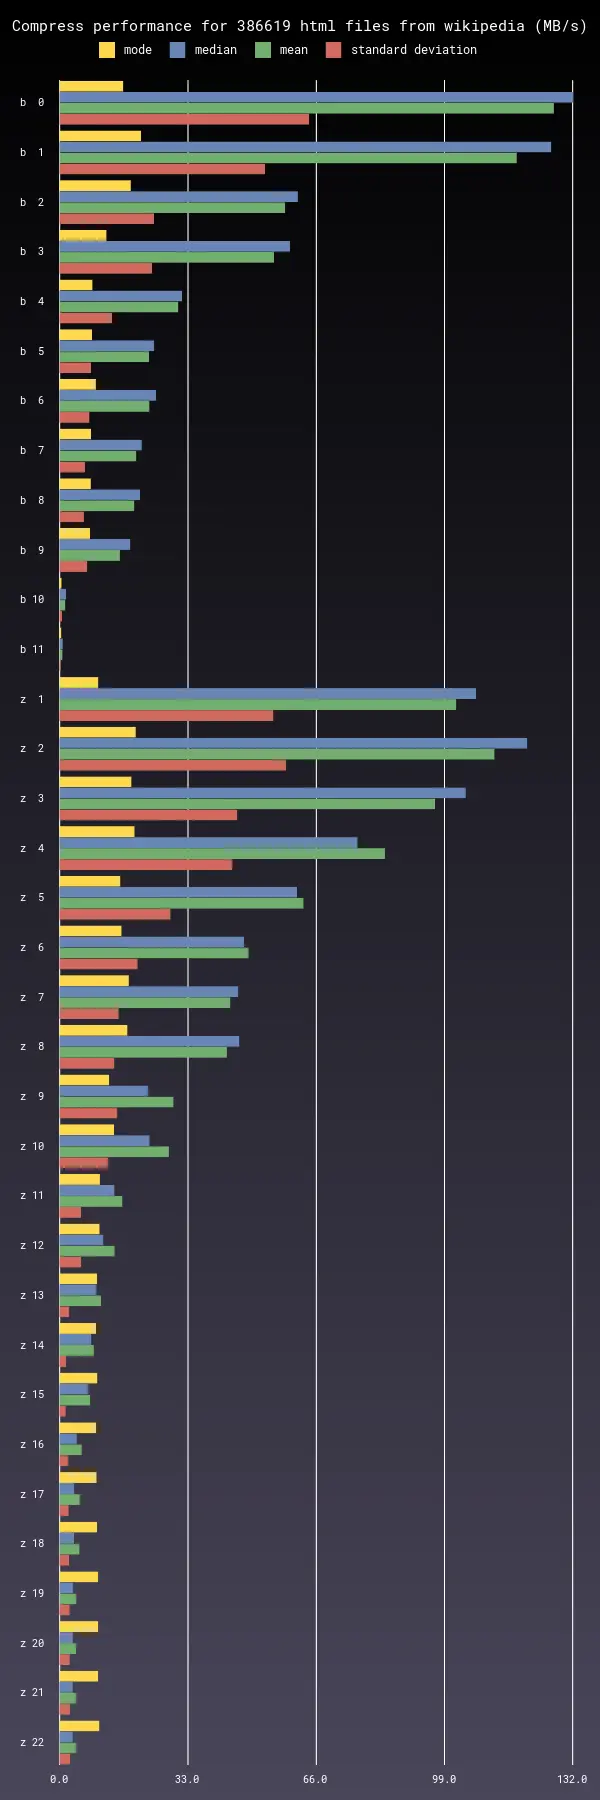 Compress performance for 386619 html files from wikipedia (MB/s)
mode median mean standard deviation
b 0
b 1
b 2
b 3
b 4
b 5
b 6
b 7
b 8
b 9
b 10
b 11
z 1
z 2
z 3
z 4
z 5
z 6
z 7
z 8
z 9
z 10
z 11
z 12
z 13
z 14
z 15
z 16
z 17
z 18
z 19
z 20
z 21
z 22
0.0 33.0 66.0 99.0 132.0